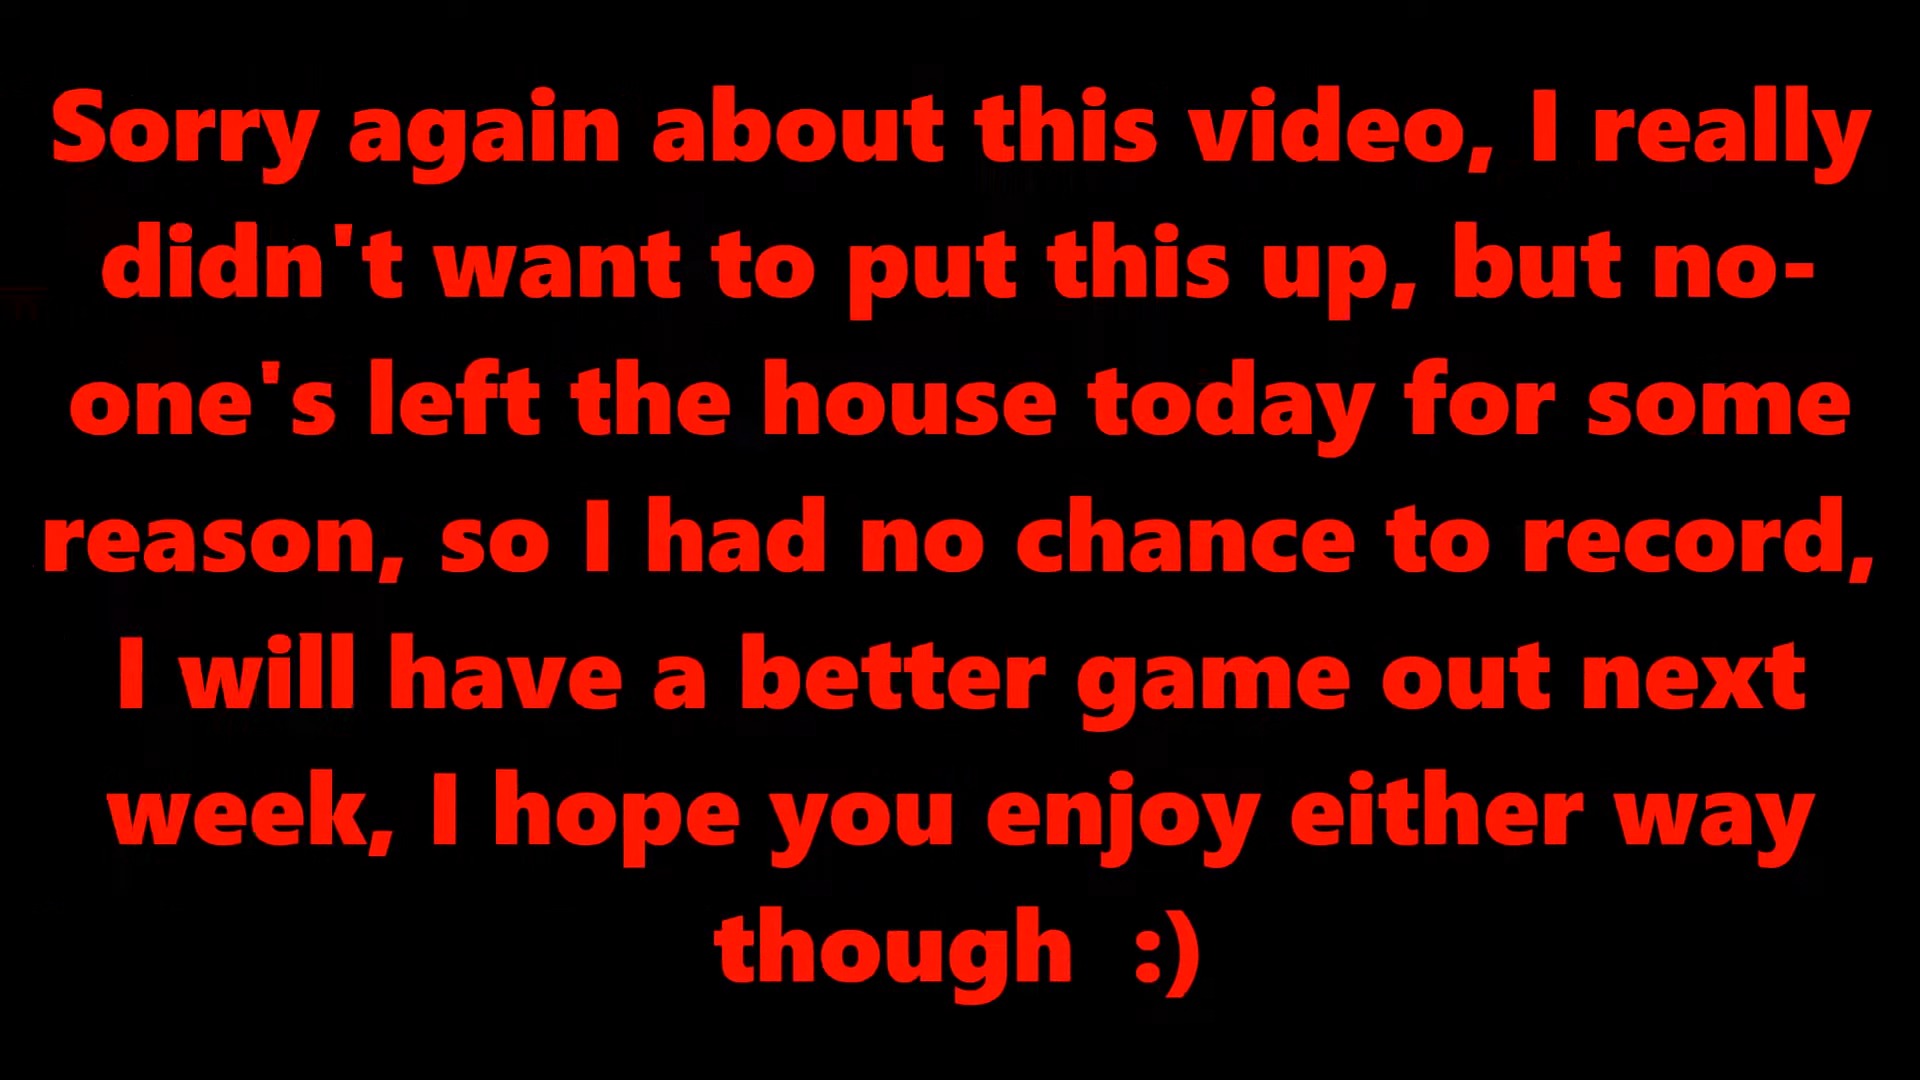 Sorry again about this video, I really
didn't want to put this up, but no-
one's left the house today for some
reason, so I had no chance to record,
I will have a better game out next
week, I hope you enjoy either way
though  :)